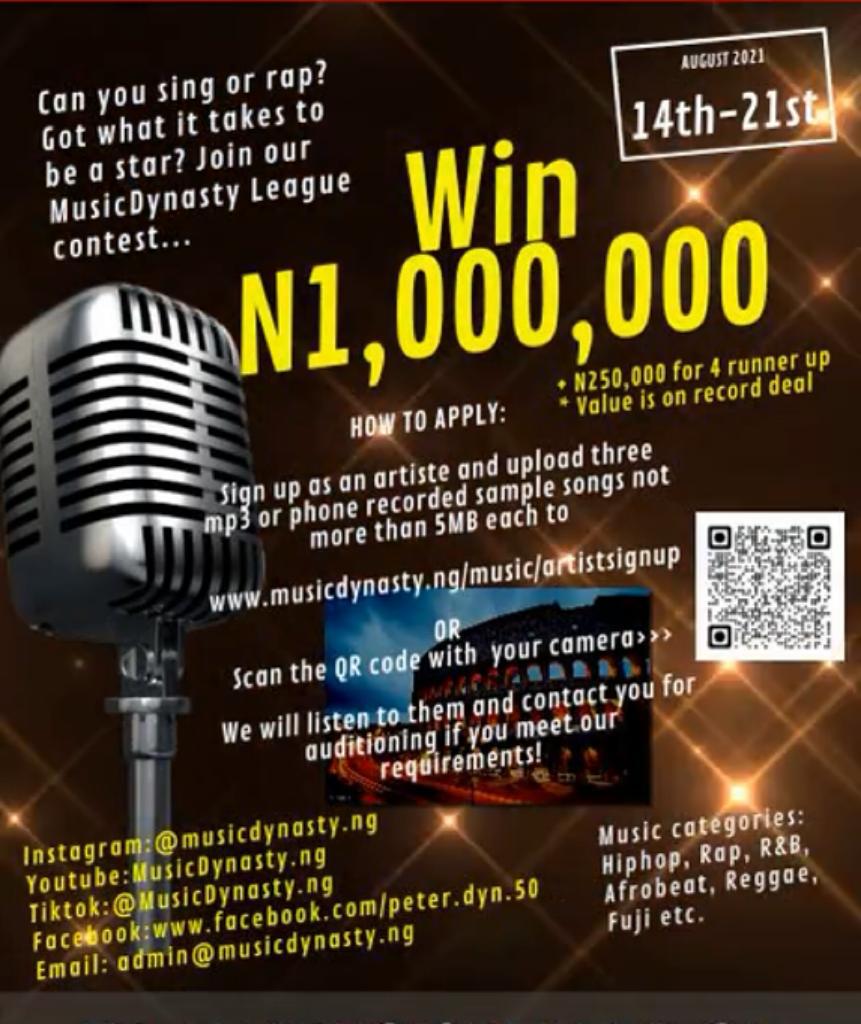 Can you sing or rap?
Got what it takes to
be a star? Join our
MusicDynasty League
contest...
AUGUST 2021
14th-21st
Win
N1,000,000
+ N250,000 for 4 runner up
* Value is on record deal
HOW TO APPLY:
Sign up as an artiste and upload three
mp3 or phone recorded sample songs not
more than 5MB each to
www.musicdynasty.ng/music/artistsignup
OR
Scan the QR code with your camera>>>
We will listen to them and contact you for
auditioning if you meet our
requirements!
Instagram:@musicdynasty.ng
Youtube:MusicDynasty.ng
Tiktok:@MusicDynasty.ng
Facebook:www.facebook.com/peter.dyn.50
Email: admin@musicdynasty.ng
Music categories:
Hiphop, Rap, R&B,
Afrobeat, Reggae,
Fuji etc.